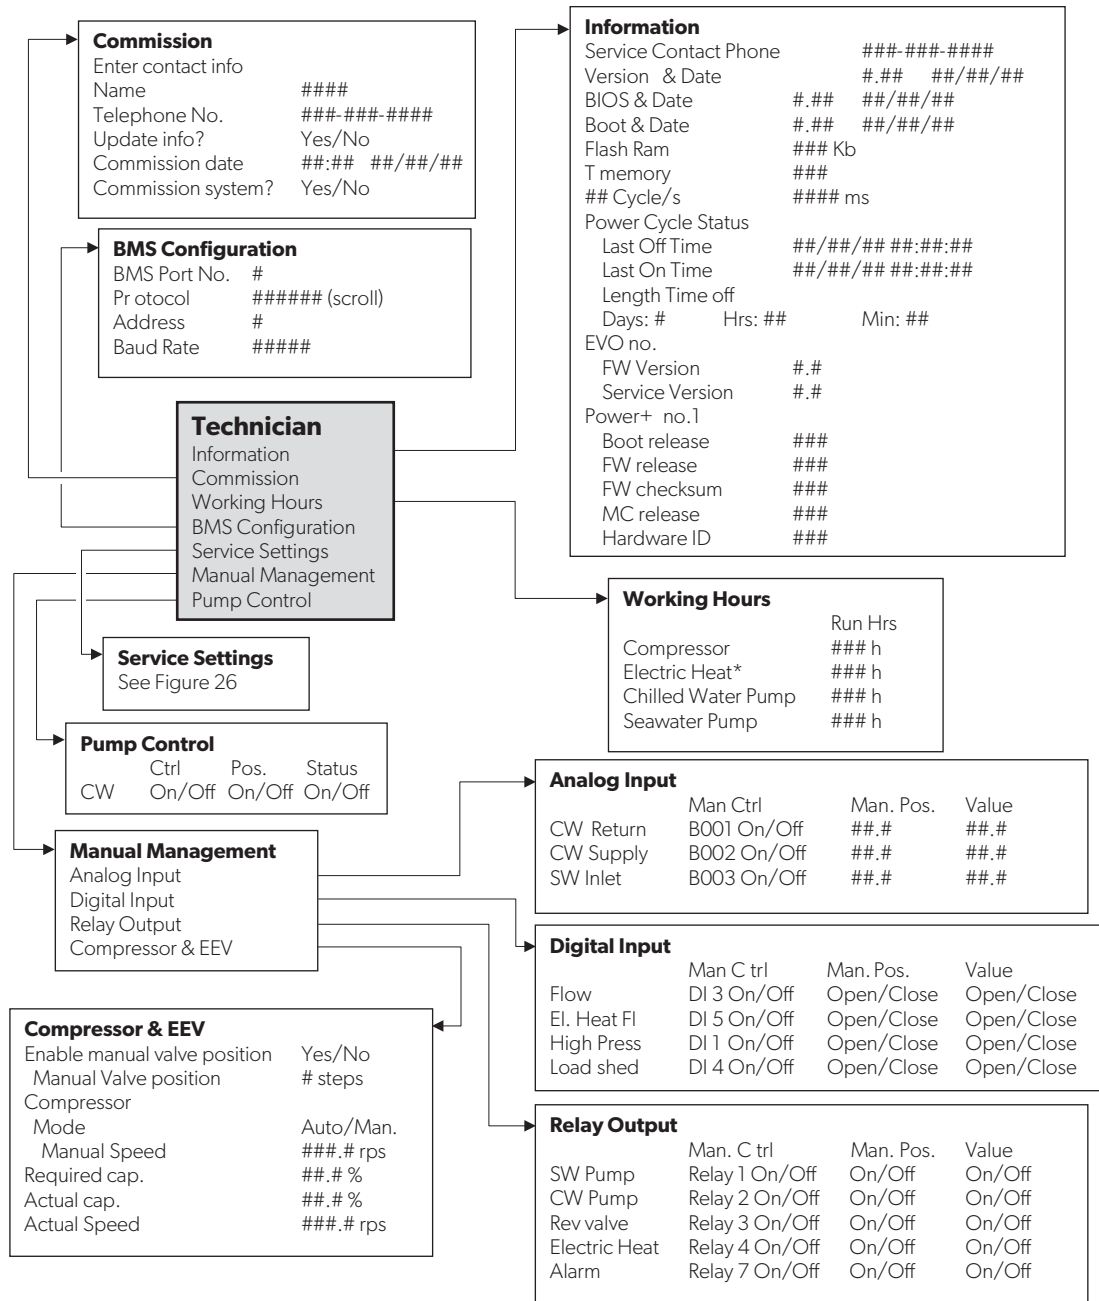 Commission
Enter contact info
Name ####
Telephone No. ###-###-####
Update info? Yes/No
Commission date ##:## ##/##/##
Commission system? Yes/No
Information
Service Contact Phone ###-###-####
Version & Date #.## ##/##/##
BIOS & Date #.## ##/##/##
Boot & Date #.## ##/##/##
Flash Ram ### Kb
T memory ###
## Cycle/s #### ms
Power Cycle Status
Last Off Time ##/##/## ##:##:##
Last On Time ##/##/## ##:##:##
Length Time off
Days: # Hrs: ## Min: ##
EVO no.
FW Version #.#
Service Version #.#
Power+ no.1
Boot release ###
FW release ###
FW checksum ###
MC release ###
Hardware ID ###
BMS Configuration
BMS Port No. #
Pr otocol ###### (scroll)
Address #
Baud Rate #####
Technician
Information
Commission
Working Hours
BMS Configuration
Service Settings
Manual Management
Pump Control
Working Hours
Run Hrs
Compressor ### h
Electric Heat* ### h
Chilled Water Pump ### h
Seawater Pump ### h
Service Settings
See Figure 26
Pump Control
Ctrl Pos. Status
CW On/Off On/Off On/Off
Analog Input
Man Ctrl Man. Pos. Value
CW Return B001 On/Off ##.# ##.#
CW Supply B002 On/Off ##.# ##.#
SW Inlet B003 On/Off ##.# ##.#
Manual Management
Analog Input
Digital Input
Relay Output
Compressor & EEV
Digital Input
Man C trl Man. Pos. Value
Flow DI 3 On/Off Open/Close Open/Close
El. Heat Fl DI 5 On/Off Open/Close Open/Close
High Press DI 1 On/Off Open/Close Open/Close
Load shed DI 4 On/Off Open/Close Open/Close
Compressor & EEV
Enable manual valve position Yes/No
Manual Valve position # steps
Compressor
Mode Auto/Man.
Manual Speed ###.# rps
Required cap. ##.# %
Actual cap. ##.# %
Actual Speed ###.# rps
Relay Output
Man. C trl Man. Pos. Value
SW Pump Relay 1 On/Off On/Off On/Off
CW Pump Relay 2 On/Off On/Off On/Off
Rev valve Relay 3 On/Off On/Off On/Off
Electric Heat Relay 4 On/Off On/Off On/Off
Alarm Relay 7 On/Off On/Off On/Off